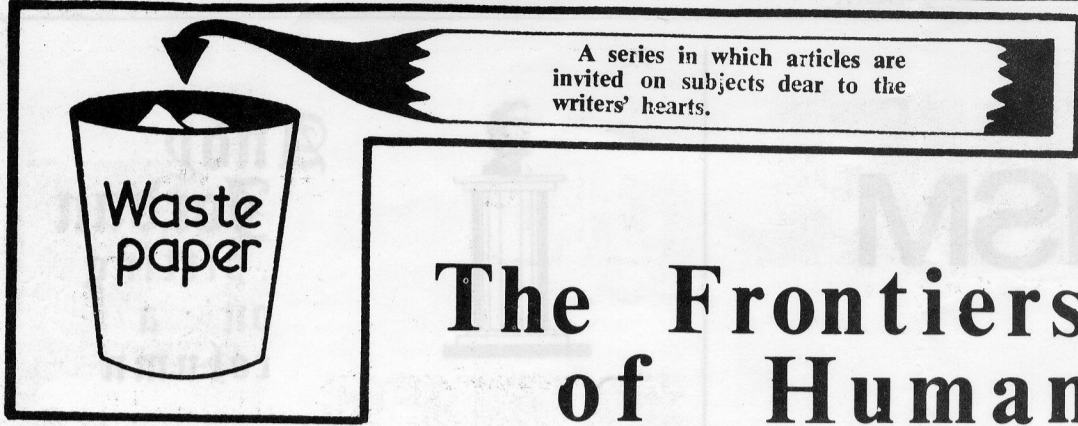 A series in which articles are
invited on subjects dear to the
writers' hearts.
Waste
paper
The Frontiers
of Human